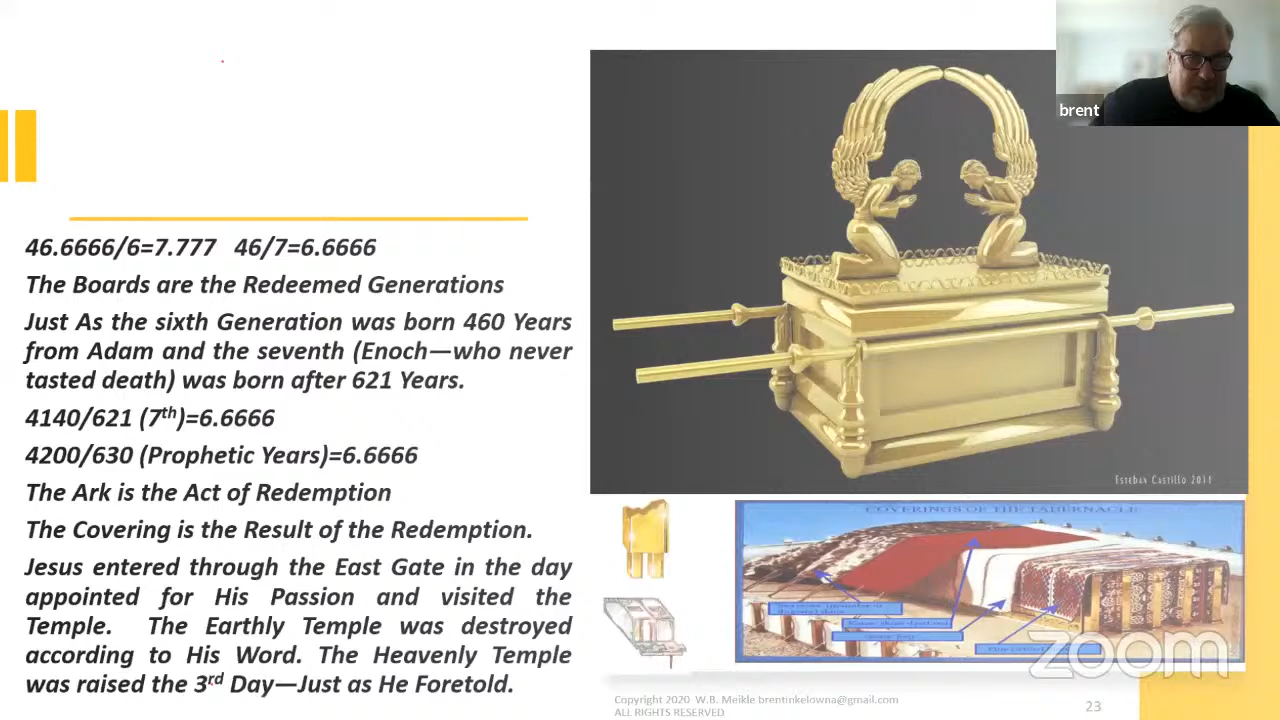 brent
46.6666/6=7.777 46/7=6.6666
The Boards are the Redeemed Generations
Just As the sixth Generation was born 460 Years
from Adam and the seventh (Enoch—who never
tasted death) was born after 621 Years.
4140/621 (7th)=6.6666
4200/630 (Prophetic Years)=6.6666
The Ark is the Act of Redemption
The Covering is the Result of the Redemption.
Jesus entered through the East Gate in the day
appointed for His Passion and visited the
Temple. The Earthly Temple was destroyed
according to His Word. The Heavenly Temple
was raised the 3rd Day—Just as He Foretold.
Esteban Castillo 2011
COVERINGS OF THE TABERNACLE
zoom
Copyright 2020 W.B. Meikle brentinkelowna@gmail.com
ALL RIGHTS RESERVED
23